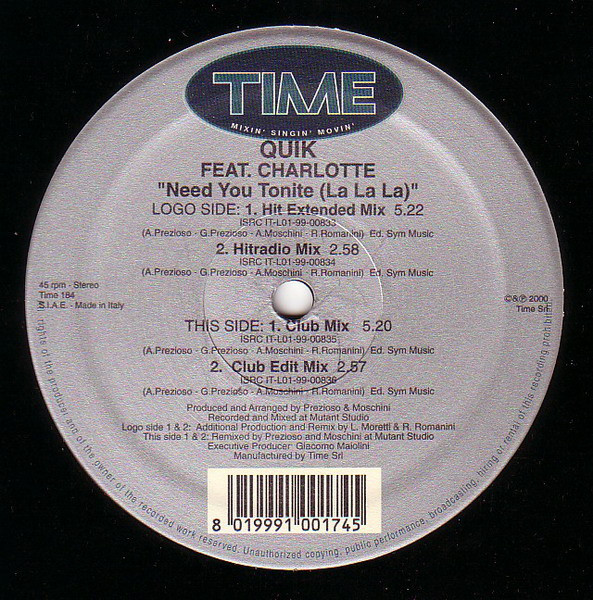 TIME
MIXIN' SINGIN' MOVIN'
QUIK
FEAT. CHARLOTTE
"Need You Tonite (La La La)"
LOGO SIDE: 1. Hit Extended Mix 5.22
ISRC IT-L01-99-00833
(A.Prezioso - G.Prezioso - A.Moschini - R.Romanini) Ed. Sym Music
2. Hitradio Mix 2.58
ISRC IT-L01-99-00834
(A.Prezioso - G.Prezioso - A.Moschini - R.Romanini) Ed. Sym Music
45 rpm - Stereo
Time 184
S.I.A.E. - Made in Italy
©&℗ 2000
Time Srl
THIS SIDE: 1. Club Mix 5.20
ISRC IT-L01-99-00835
(A.Prezioso - G.Prezioso - A.Moschini - R.Romanini) Ed. Sym Music
2. Club Edit Mix 2.57
ISRC IT-L01-99-00836
(A.Prezioso - G.Prezioso - A.Moschini - R.Romanini) Ed. Sym Music
Produced and Arranged by Prezioso & Moschini
Recorded and Mixed at Mutant Studio
Logo side 1 & 2: Additional Production and Remix by L. Moretti & R. Romanini
This side 1 & 2: Remixed by Prezioso and Moschini at Mutant Studio
Executive Producer: Giacomo Maiolini
Manufactured by Time Srl
8 019991 001745
rights of the producer and of the owner of the recorded work reserved. Unauthorized copying, public performance, broadcasting, hiring or rental of this recording prohibit